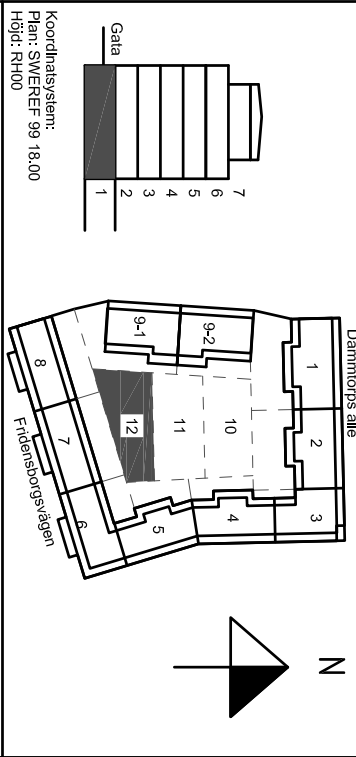 Gata
1
2
3
4
5
6
7
Koordinatsystem:
Plan: SWEREF 99 18.00
Höjd: RH00
Dammtorps alle
1
2
3
4
5
6
7
8
9-1
9-2
10
11
12
Fridensborgsvägen
N